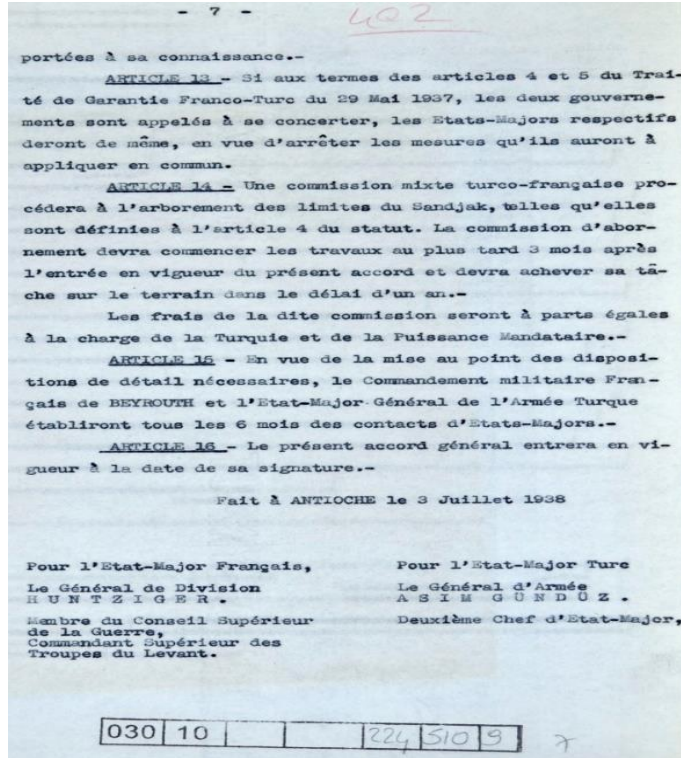 - 7 -
402
portées à sa connaissance.-
ARTICLE 13 - Si aux termes des articles 4 et 5 du Trai-
té de Garantie Franco-Turc du 29 Mai 1937, les deux gouverne-
ments sont appelés à se concerter, les Etats-Majors respectifs
deront de même, en vue d'arrêter les mesures qu'ils auront à
appliquer en commun.
ARTICLE 14 - Une commission mixte turco-française pro-
cédera à l'arborement des limites du Sandjak, telles qu'elles
sont définies à l'article 4 du statut. La commission d'abor-
nement devra commencer les travaux au plus tard 3 mois après
l'entrée en vigueur du présent accord et devra achever sa tâ-
che sur le terrain dans le délai d'un an.-
Les frais de la dite commission seront à parts égales
à la charge de la Turquie et de la Puissance Mandataire.-
ARTICLE 15 - En vue de la mise au point des disposi-
tions de détail nécessaires, le Commandement militaire Fran-
çais de BEYROUTH et l'Etat-Major Général de l'Armée Turque
établiront tous les 6 mois des contacts d'Etats-Majors.-
ARTICLE 16 - Le présent accord général entrera en vi-
gueur à la date de sa signature.-
Fait à ANTIOCHE le 3 Juillet 1938
Pour l'Etat-Major Français,
Le Général de Division
HUNTZIGER.
Membre du Conseil Supérieur
de la Guerre,
Commandant Supérieur des
Troupes du Levant.
Pour l'Etat-Major Turc
Le Général d'Armée
ASIM GÜNDÜZ.
Deuxième Chef d'Etat-Major,
030 10 224 510 9
7